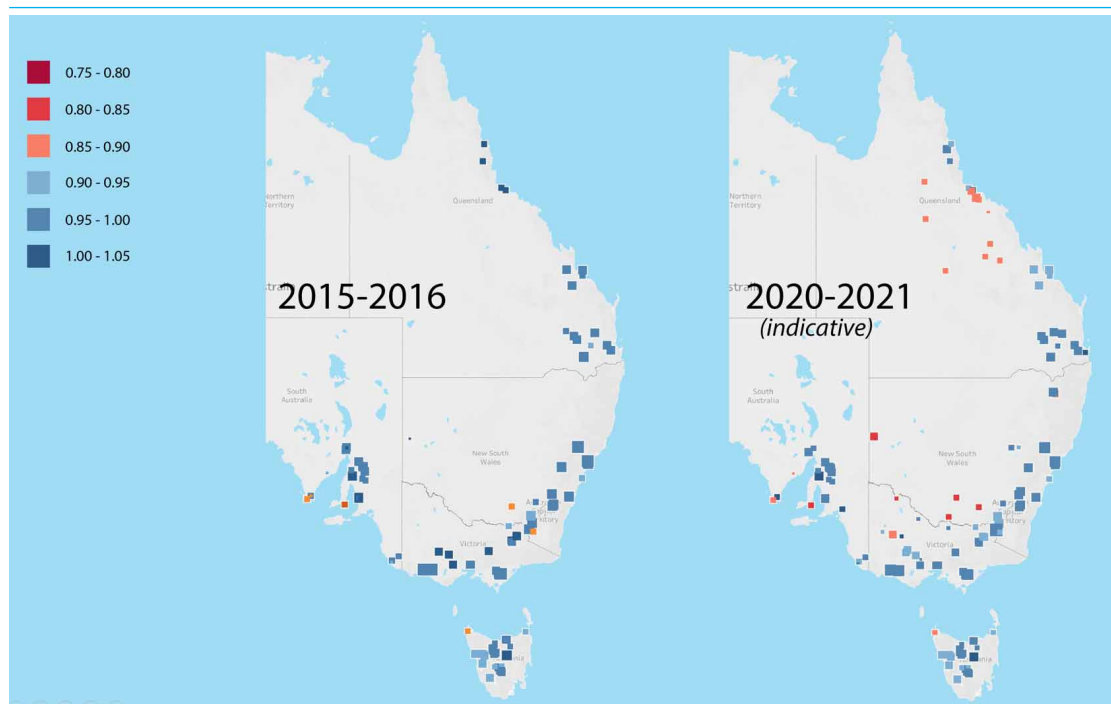 0.75 - 0.80
0.80 - 0.85
0.85 - 0.90
0.90 - 0.95
0.95 - 1.00
1.00 - 1.05
Northern
Territory
Queensland
2015-2016
South
Australia
New South
Wales
Victoria
Northern
Territory
Queensland
2020-2021
(indicative)
South
Australia
New South
Wales
Victoria